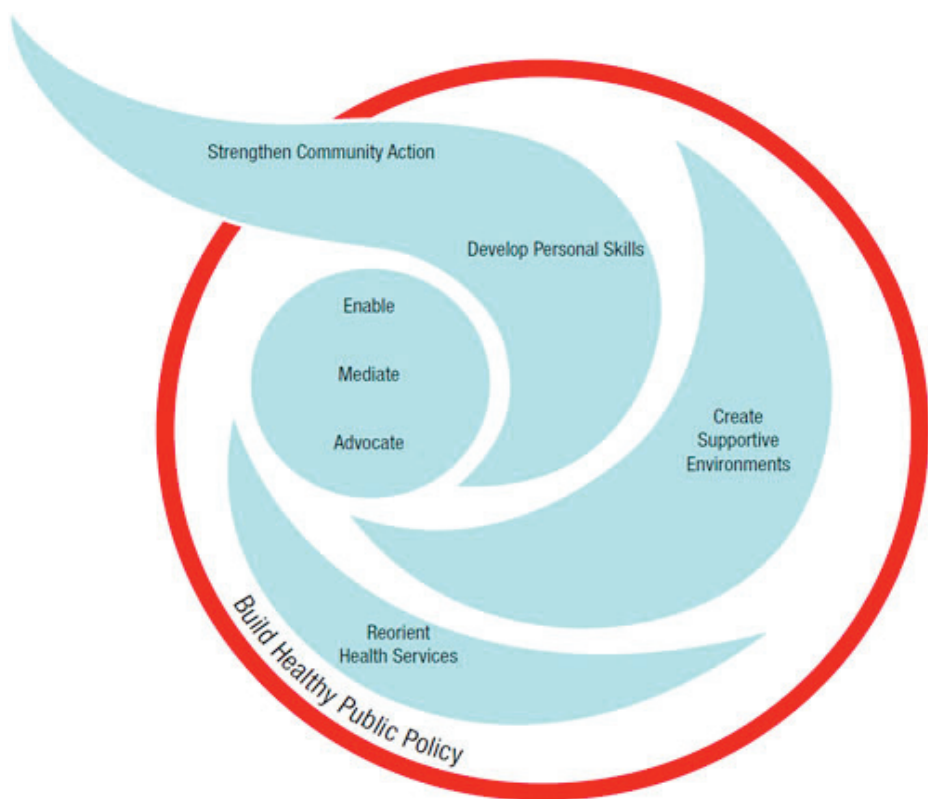 Strengthen Community Action
Develop Personal Skills
Enable
Mediate
Advocate
Create
Supportive
Environments
Reorient
Health Services
Build Healthy Public Policy